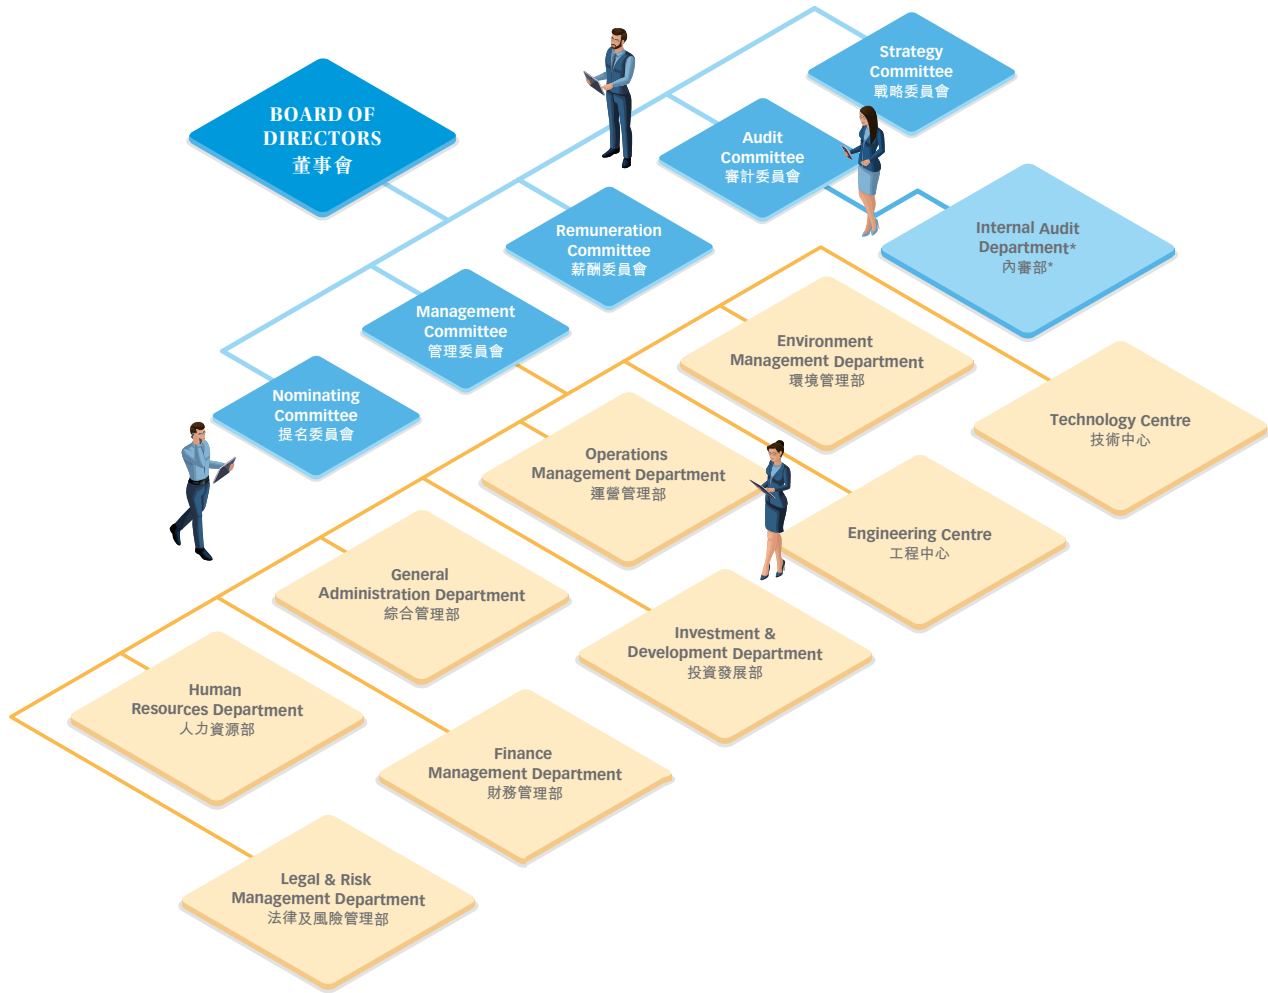 BOARD OF
DIRECTORS
董事會
Strategy
Committee
戰略委員會
Audit
Committee
審計委員會
Remuneration
Committee
薪酬委員會
Management
Committee
管理委員會
Nominating
Committee
提名委員會
Internal Audit
Department*
內審部*
Environment
Management Department
環境管理部
Technology Centre
技術中心
Operations
Management Department
運營管理部
Engineering Centre
工程中心
General
Administration Department
綜合管理部
Investment &
Development Department
投資發展部
Human
Resources Department
人力資源部
Finance
Management Department
財務管理部
Legal & Risk
Management Department
法律及風險管理部